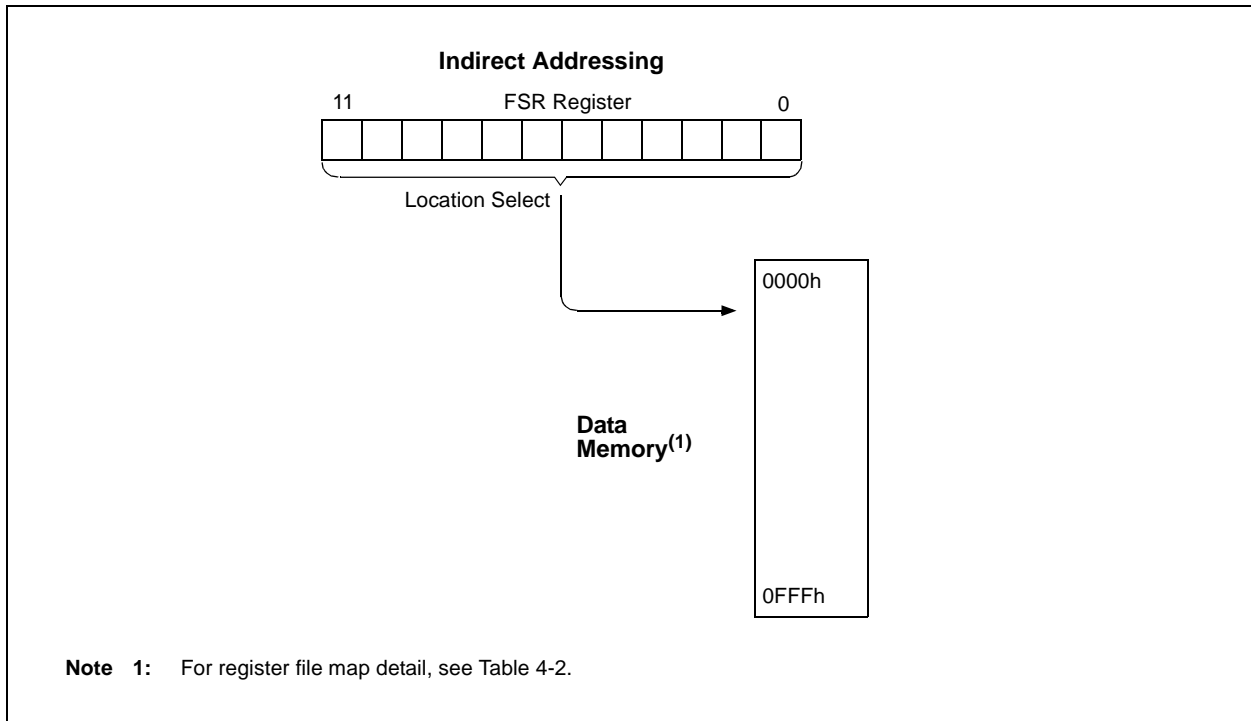 Indirect Addressing
11 FSR Register 0
Location Select
0000h
Data
Memory(1)
0FFFh
Note 1: For register file map detail, see Table 4-2.